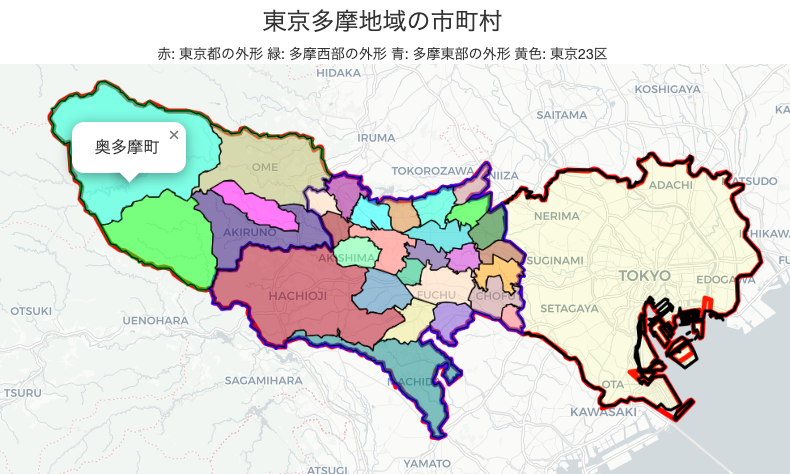 東京多摩地域の市町村
赤: 東京都の外形 緑: 多摩西部の外形 青: 多摩東部の外形 黄色: 東京23区
HIDAKA
KOSHIGAYA
SAITAMA
KA
IRUMA
奥多摩町 ×
OME
TOKOROZAWA
NIIZA
ADACHI
MATSUDO
NERIMA
AKIRUNO
ICHIKAWA
AKISHIMA
SUGINAMI
FU
TOKYO
EDOGAWA
HACHIOJI
FUCHU
CHOFU
OTSUKI
UENOHARA
SETAGAYA
SAGAMIHARA
MACHIDA
OTA
TSURU
KAWASAKI
YAMATO
ATSUGI